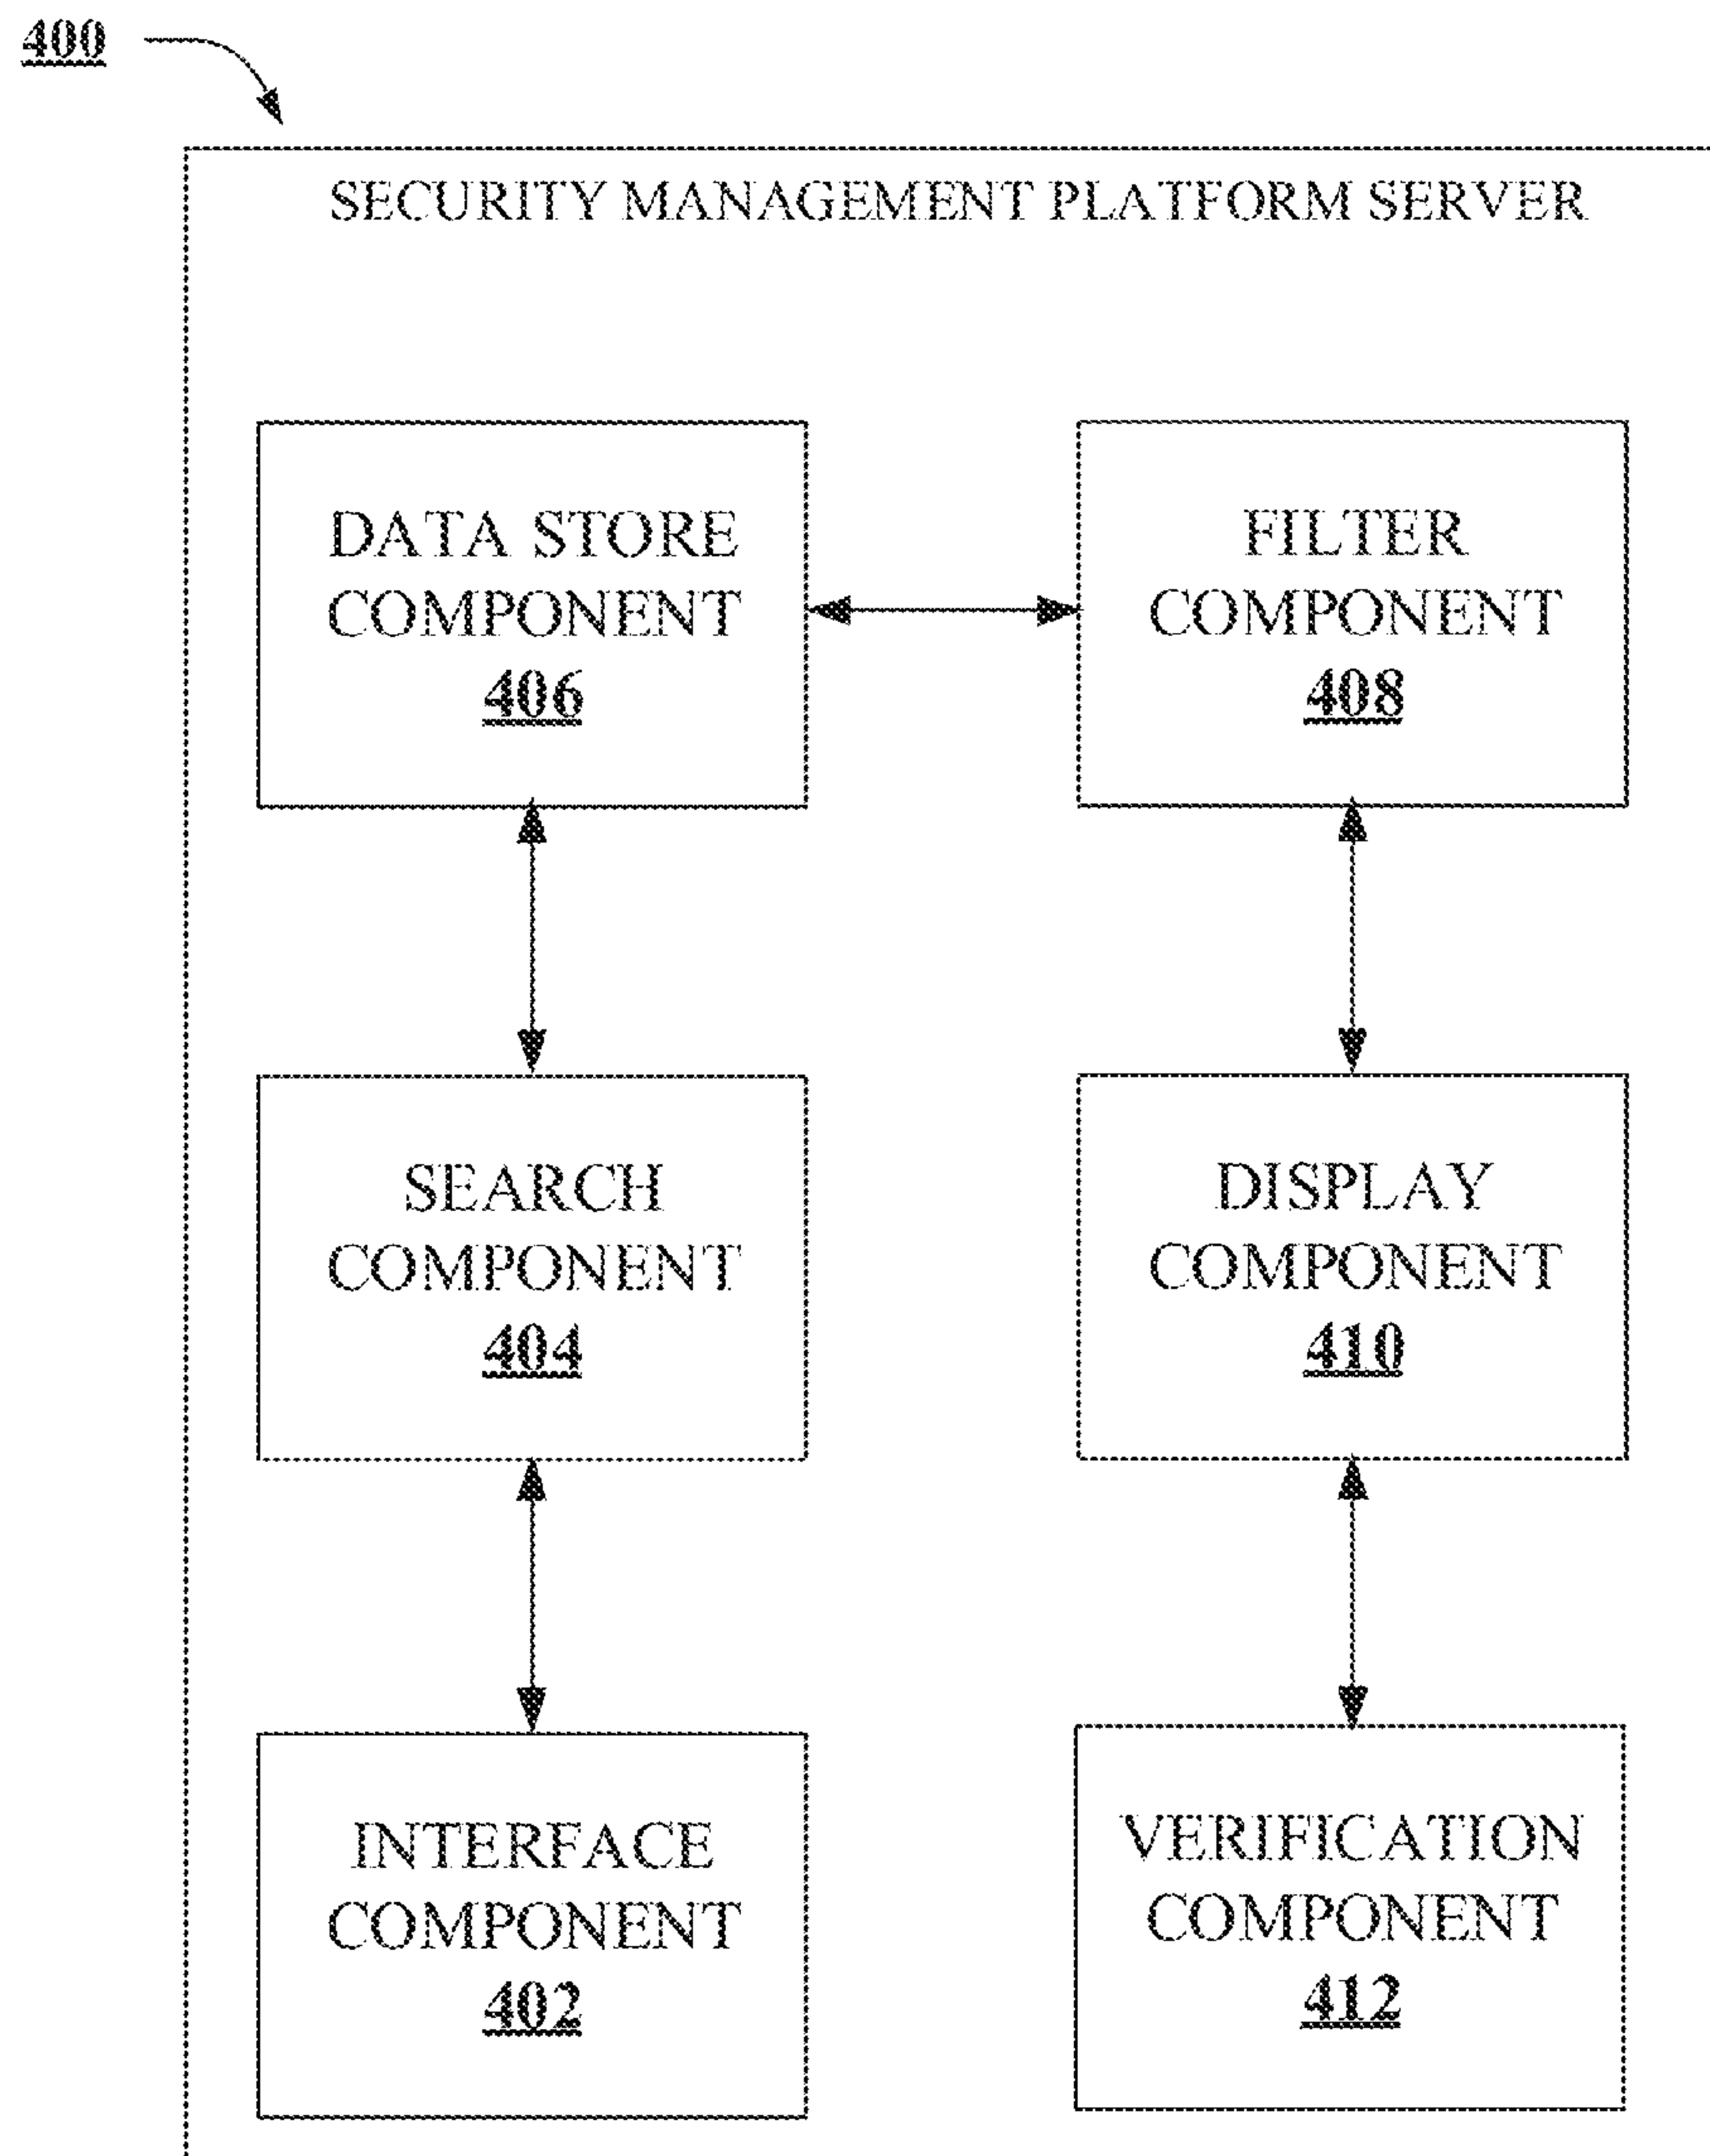 400
SECURITY MANAGEMENT PLATFORM SERVER
DATA STORE
COMPONENT
406
FILTER
COMPONENT
408
SEARCH
COMPONENT
404
DISPLAY
COMPONENT
410
INTERFACE
COMPONENT
402
VERIFICATION
COMPONENT
412